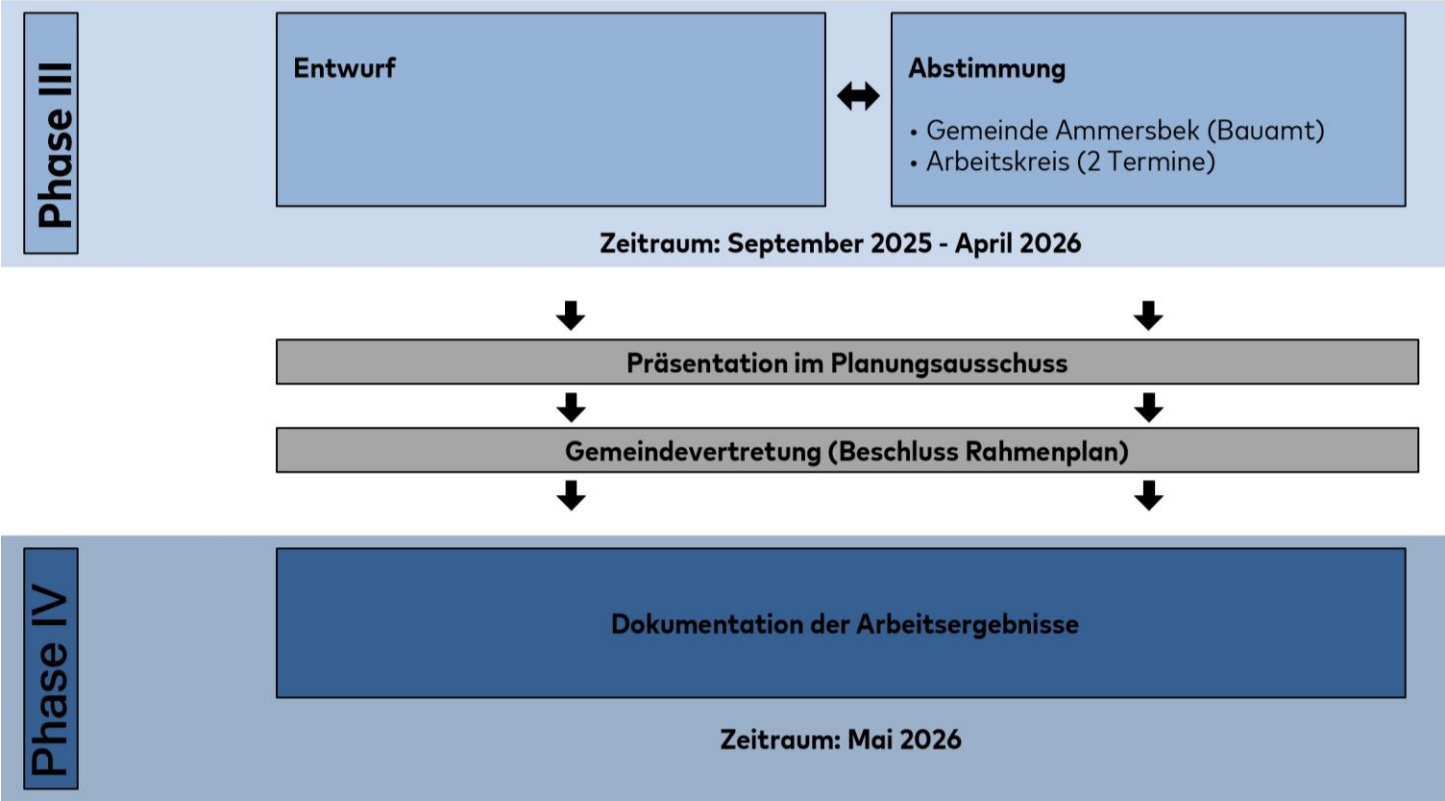 Phase III
Entwurf
Abstimmung
• Gemeinde Ammersbek (Bauamt)
• Arbeitskreis (2 Termine)
Zeitraum: September 2025 - April 2026
Präsentation im Planungsausschuss
Gemeindevertretung (Beschluss Rahmenplan)
Phase IV
Dokumentation der Arbeitsergebnisse
Zeitraum: Mai 2026